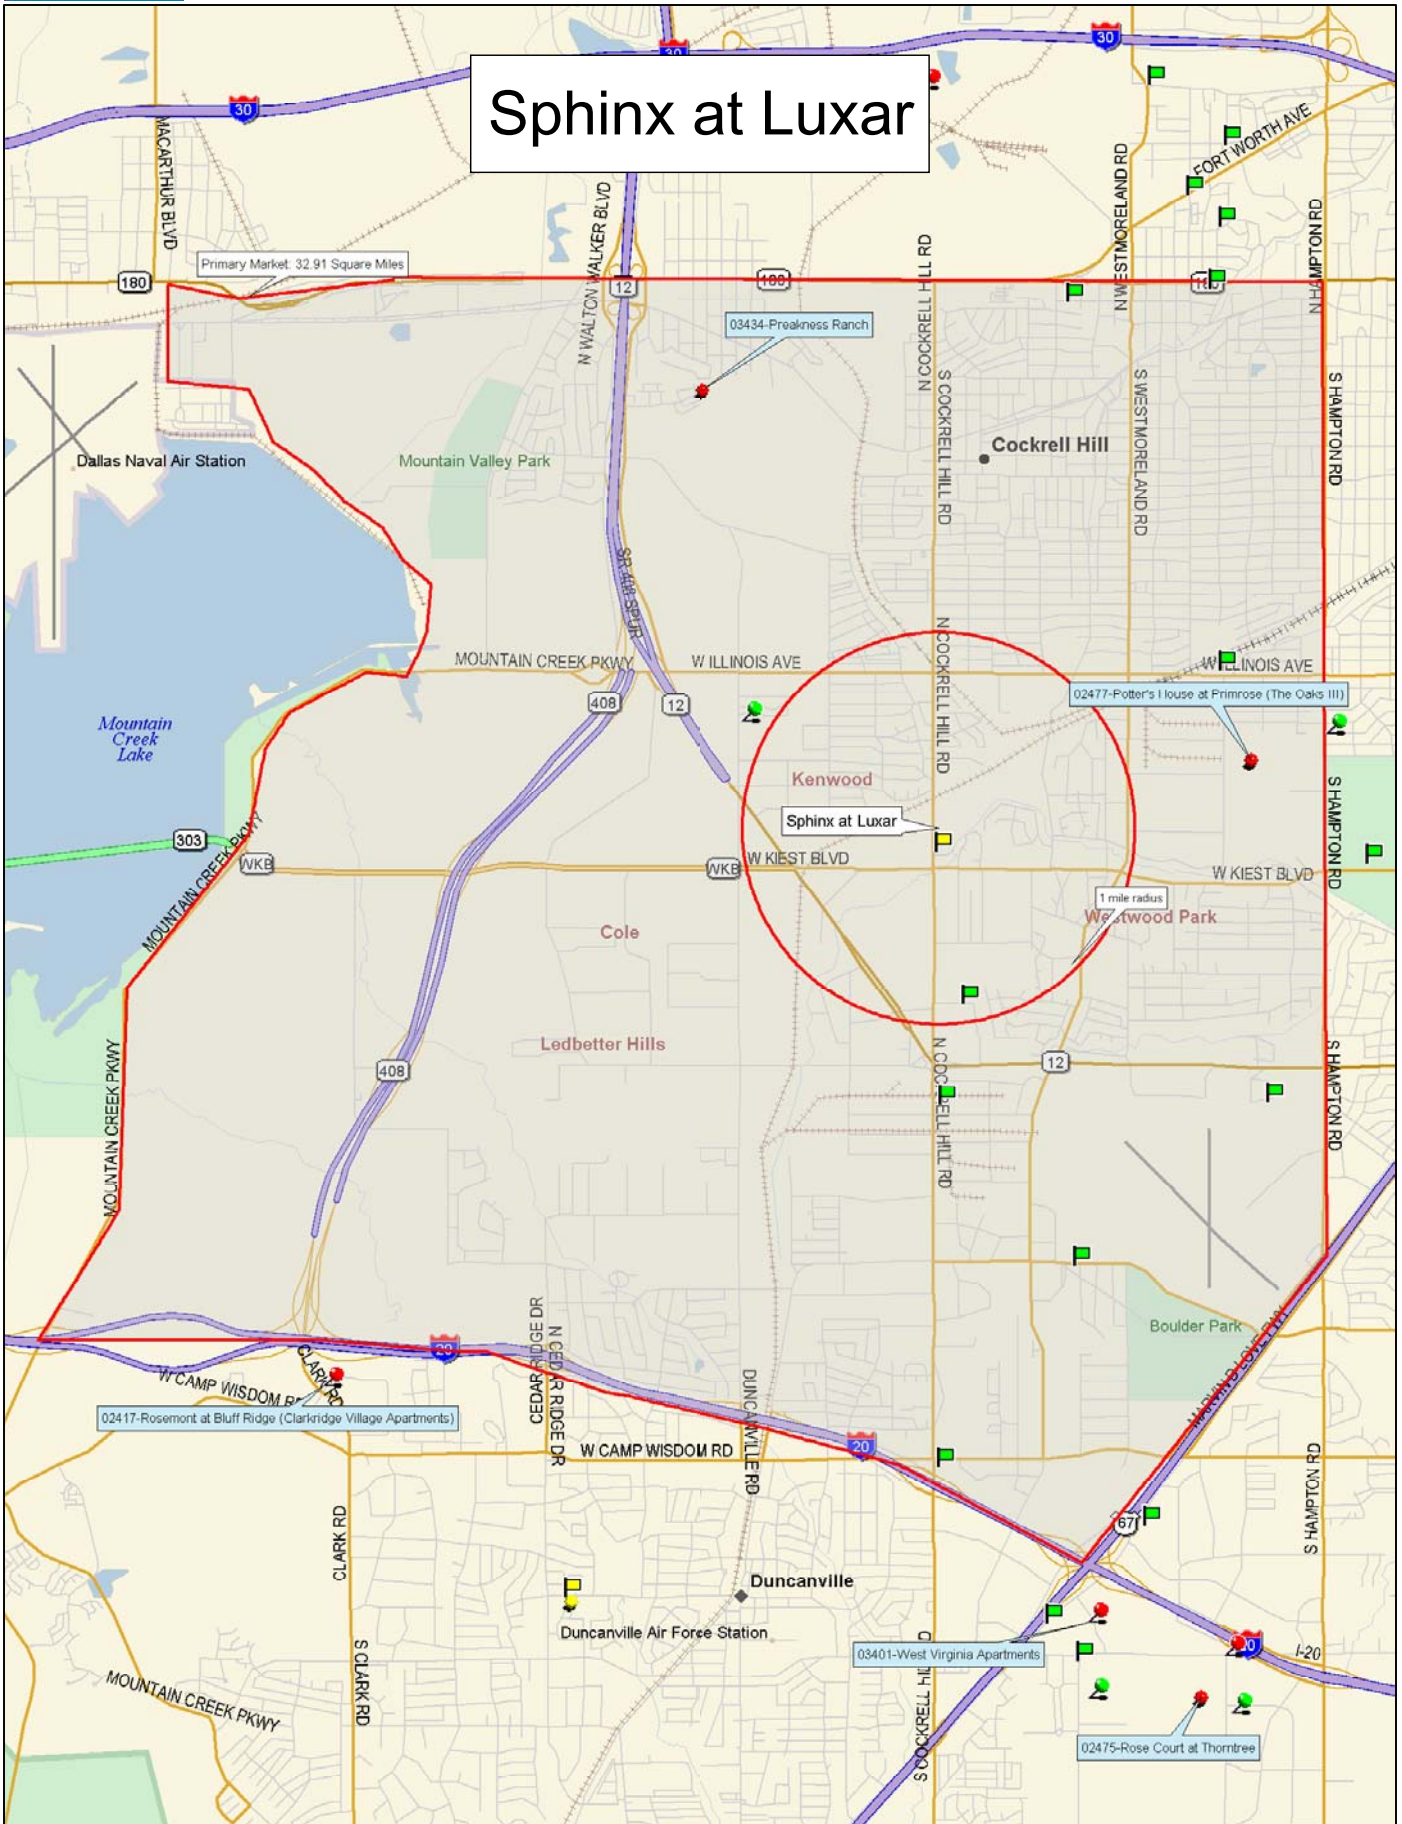 30
30
30
Sphinx at Luxar
MACARTHUR BLVD
FORT WORTH AVE
N WESTMORELAND RD
N HAMPTON RD
N WALTON WALKER BLVD
N COCKRELL HILL RD
Primary Market: 32.91 Square Miles
180
12
180
180
03434-Preakness Ranch
S COCKRELL HILL RD
S WESTMORELAND RD
S HAMPTON RD
Cockrell Hill
Dallas Naval Air Station
Mountain Valley Park
SR 408 SPUR
N COCKRELL HILL RD
MOUNTAIN CREEK PKWY
W ILLINOIS AVE
W ILLINOIS AVE
02477-Potter's House at Primrose (The Oaks III)
408
12
Mountain
Creek
Lake
Kenwood
Sphinx at Luxar
S HAMPTON RD
303
MOUNTAIN CREEK PKWY
WKB
WKB
W KIEST BLVD
W KIEST BLVD
1 mile radius
Westwood Park
Cole
Ledbetter Hills
408
12
N COCKRELL HILL RD
S HAMPTON RD
MOUNTAIN CREEK PKWY
Boulder Park
MARVIN D LOVE FWY
20
CLARK RD
W CAMP WISDOM RD
CEDAR RIDGE DR
N CEDAR RIDGE DR
DUNCANVILLE RD
02417-Rosemont at Bluff Ridge (Clarkridge Village Apartments)
W CAMP WISDOM RD
20
S HAMPTON RD
CLARK RD
67
Duncanville
Duncanville Air Force Station
03401-West Virginia Apartments
20
I-20
S CLARK RD
S COCKRELL HILL RD
MOUNTAIN CREEK PKWY
02475-Rose Court at Thorntree